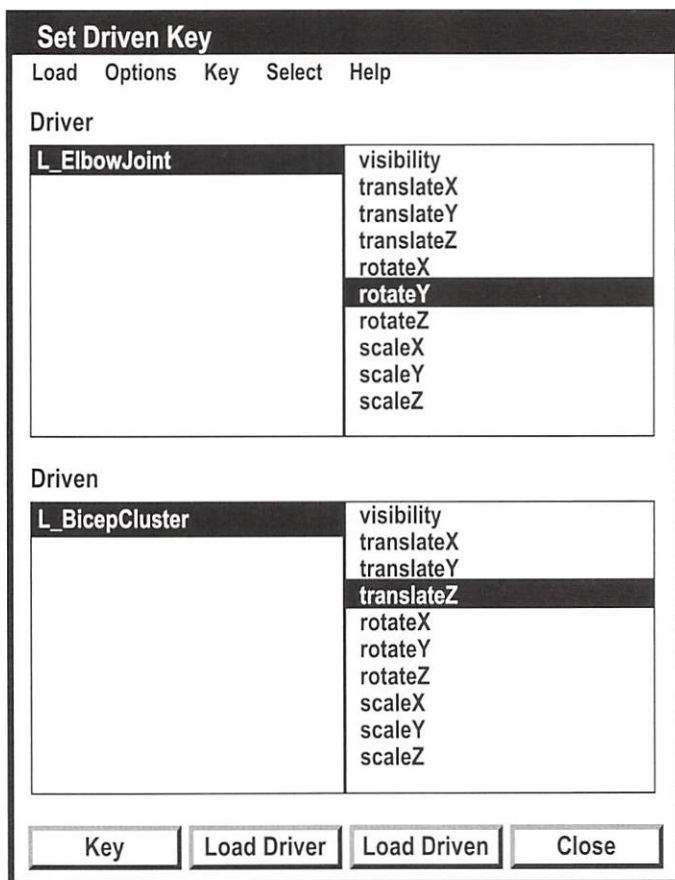 Set Driven Key
Load Options Key Select Help
Driver
L_ElbowJoint
visibility
translateX
translateY
translateZ
rotateX
rotateY
rotateZ
scaleX
scaleY
scaleZ
Driven
L_BicepCluster
visibility
translateX
translateY
translateZ
rotateX
rotateY
rotateZ
scaleX
scaleY
scaleZ
Key Load Driver Load Driven Close